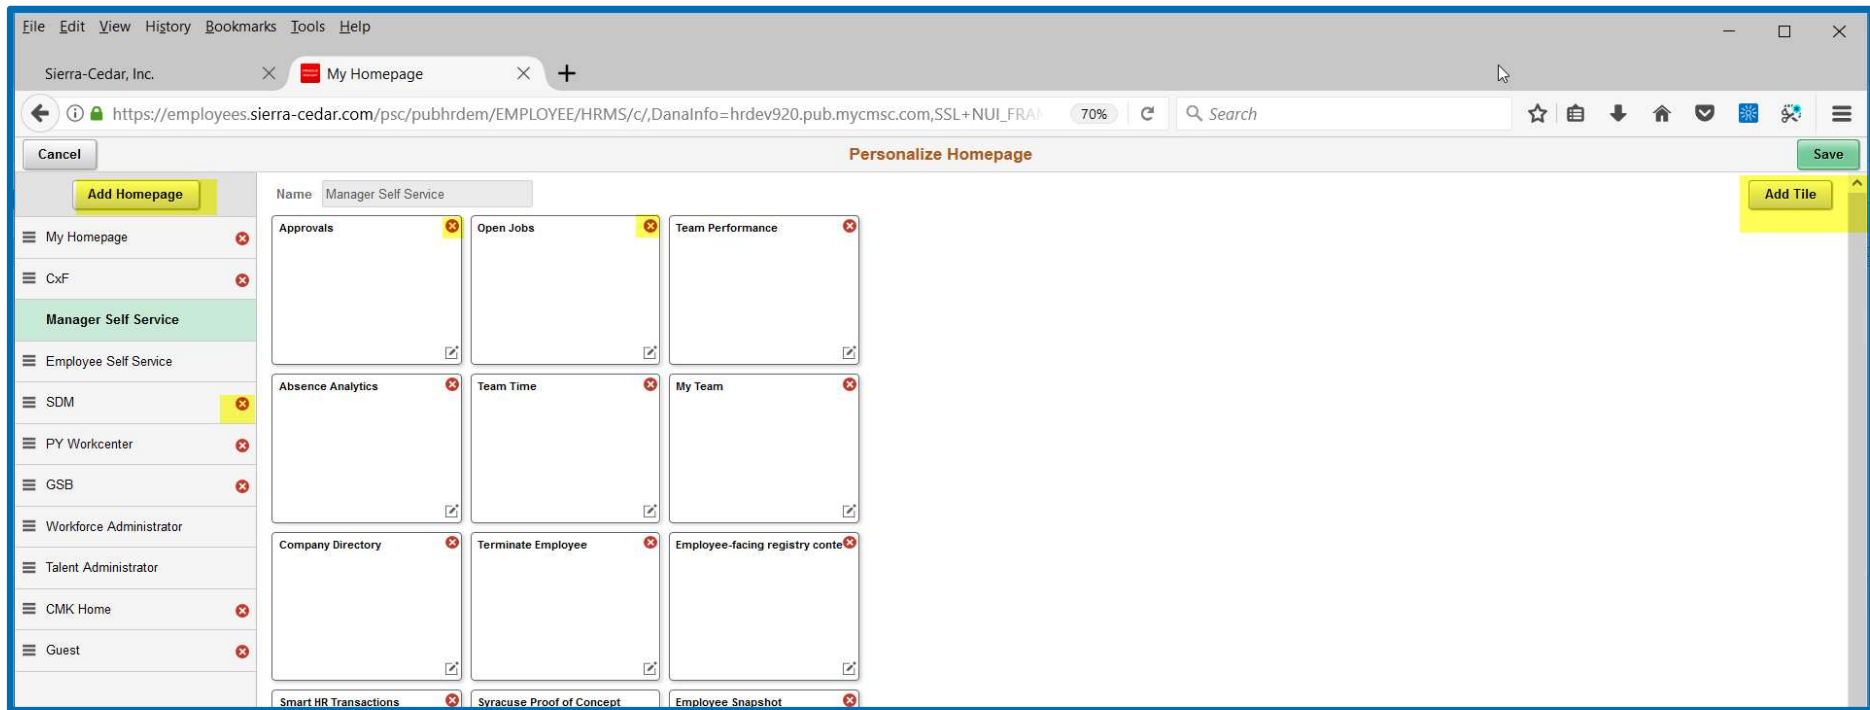 File Edit View History Bookmarks Tools Help
Sierra-Cedar, Inc. My Homepage
https://employees.sierra-cedar.com/psc/pubhrdem/EMPLOYEE/HRMS/c/,DanaInfo=hrdev920.pub.mycmsc.com,SSL+NUI_FRA 70% Search
Cancel Personalize Homepage Save
Add Homepage
My Homepage
CxF
Manager Self Service
Employee Self Service
SDM
PY Workcenter
GSB
Workforce Administrator
Talent Administrator
CMK Home
Guest
Name Manager Self Service Add Tile
Approvals Open Jobs Team Performance
Absence Analytics Team Time My Team
Company Directory Terminate Employee Employee-facing registry conte
Smart HR Transactions Syracuse Proof of Concept Employee Snapshot